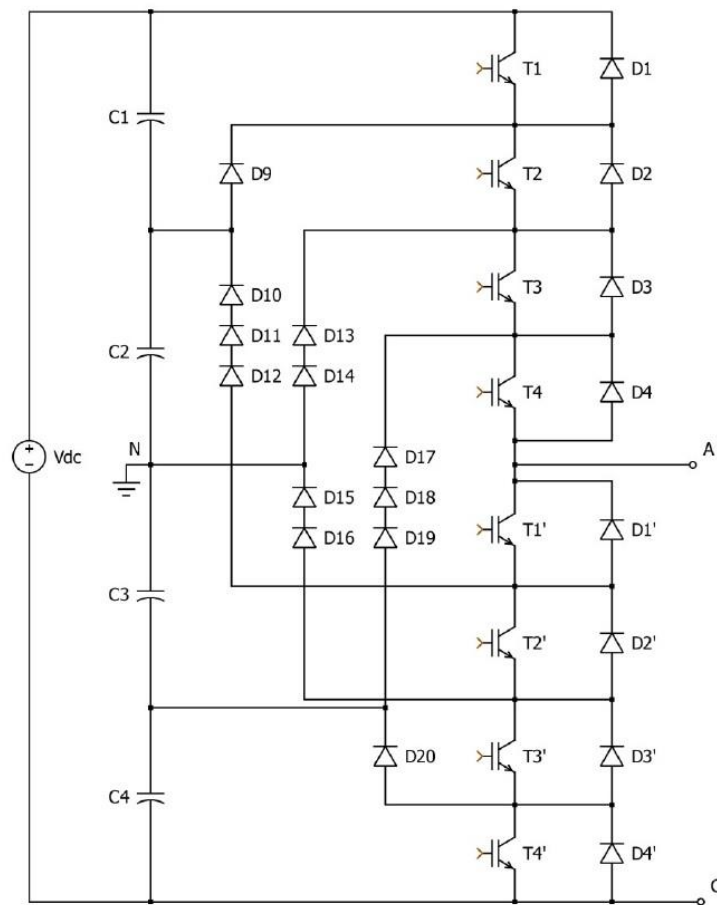 T1
D1
C1
D9
T2
D2
D10
T3
D3
D11
D13
C2
D12
D14
T4
D4
N
A
+
−
Vdc
D17
D15
D18
D16
D19
T1'
D1'
C3
T2'
D2'
D20
T3'
D3'
C4
T4'
D4'